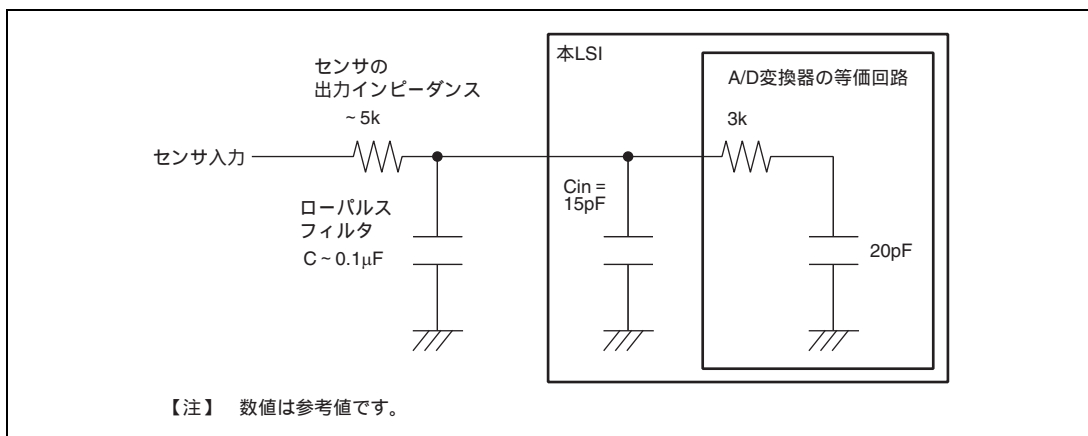 本LSI
センサの
出力インピーダンス
~ 5k
A/D変換器の等価回路
3k
センサ入力
ローパルス
フィルタ
C ~ 0.1μF
Cin =
15pF
20pF
【注】 数値は参考値です。